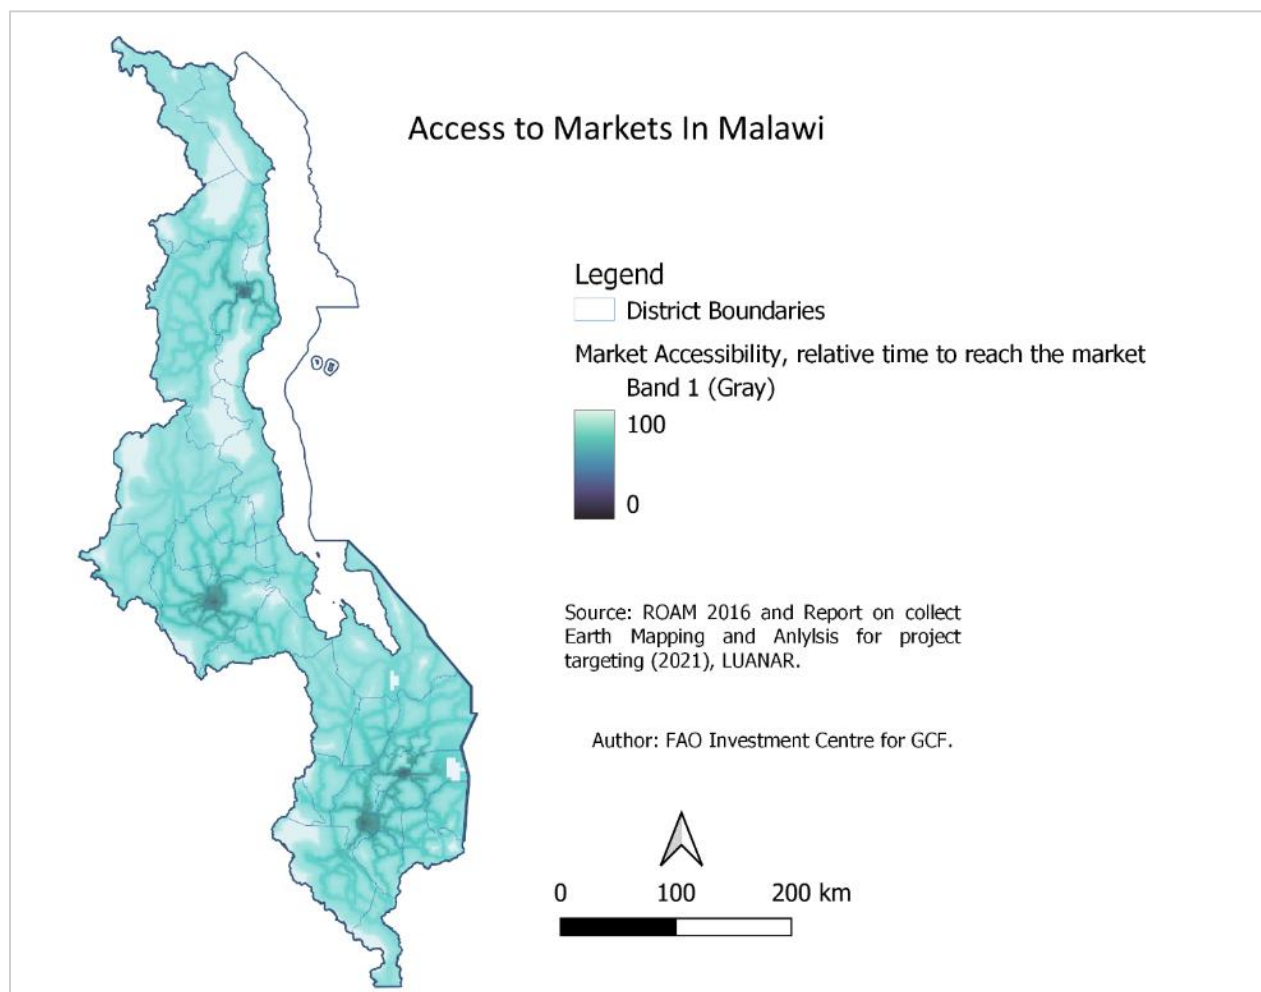 Access to Markets In Malawi
Legend
District Boundaries
Market Accessibility, relative time to reach the market
Band 1 (Gray)
100
0
Source: ROAM 2016 and Report on collect
Earth Mapping and Anlylsis for project
targeting (2021), LUANAR.
Author: FAO Investment Centre for GCF.
0 100 200 km